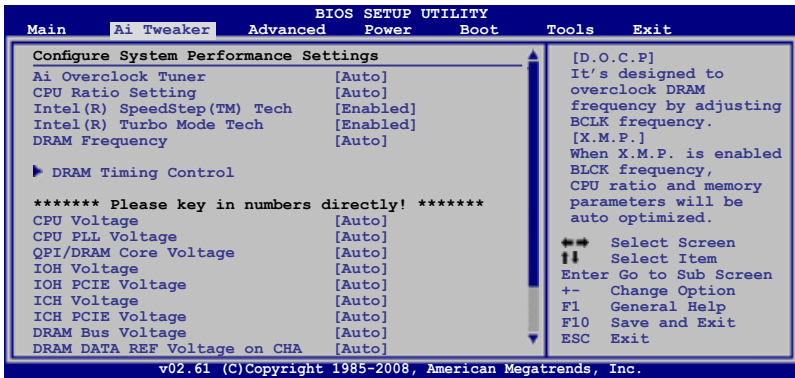 BIOS SETUP UTILITY
Main Ai Tweaker Advanced Power Boot Tools Exit
Configure System Performance Settings
Ai Overclock Tuner [Auto]
CPU Ratio Setting [Auto]
Intel(R) SpeedStep(TM) Tech [Enabled]
Intel(R) Turbo Mode Tech [Enabled]
DRAM Frequency [Auto]
DRAM Timing Control
******* Please key in numbers directly! *******
CPU Voltage [Auto]
CPU PLL Voltage [Auto]
QPI/DRAM Core Voltage [Auto]
IOH Voltage [Auto]
IOH PCIE Voltage [Auto]
ICH Voltage [Auto]
ICH PCIE Voltage [Auto]
DRAM Bus Voltage [Auto]
DRAM DATA REF Voltage on CHA [Auto]
[D.O.C.P]
It's designed to
overclock DRAM
frequency by adjusting
BCLK frequency.
[X.M.P.]
When X.M.P. is enabled
BLCK frequency,
CPU ratio and memory
parameters will be
auto optimized.
Select Screen
Select Item
Enter Go to Sub Screen
+- Change Option
F1 General Help
F10 Save and Exit
ESC Exit
v02.61 (C)Copyright 1985-2008, American Megatrends, Inc.